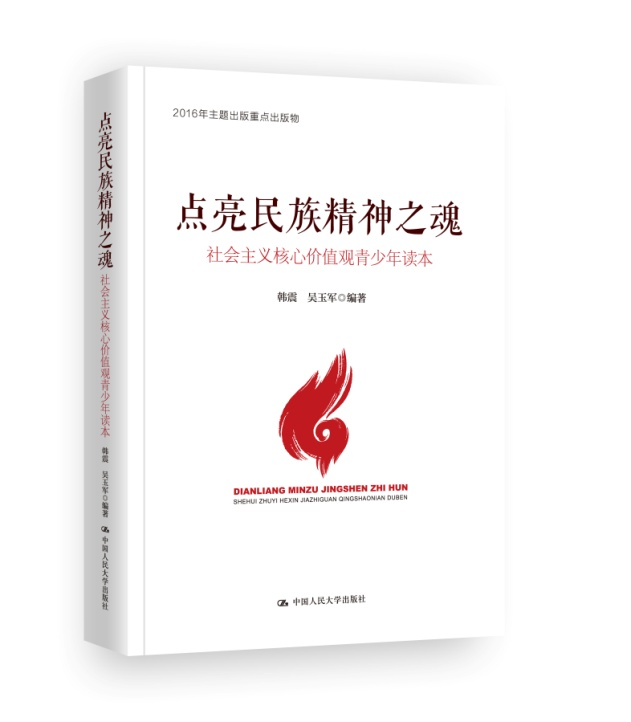 2016年主题出版重点出版物
点亮民族精神之魂
社会主义核心价值观青少年读本
韩震 吴玉军◎编著
DIANLIANG MINZU JINGSHEN ZHI HUN
SHEHUI ZHUYI HEXIN JIAZHIGUAN QINGSHAONIAN DUBEN
中国人民大学出版社
点亮民族精神之魂
社会主义核心价值观青少年读本
韩震 吴玉军◎编著
中国人民大学出版社